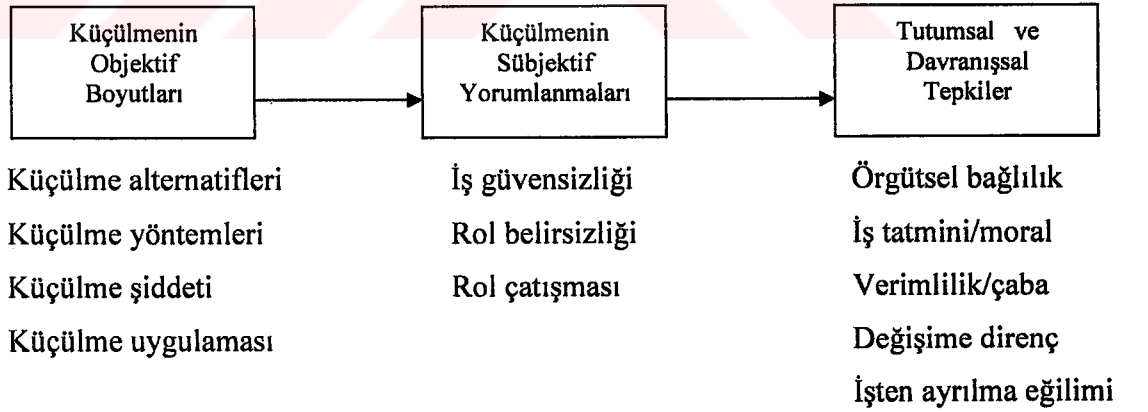 Küçülmenin
Objektif
Boyutları
Küçülmenin
Sübjektif
Yorumlanmaları
Tutumsal ve
Davranışsal
Tepkiler
Küçülme alternatifleri
Küçülme yöntemleri
Küçülme şiddeti
Küçülme uygulaması
İş güvensizliği
Rol belirsizliği
Rol çatışması
Örgütsel bağlılık
İş tatmini/moral
Verimlilik/çaba
Değişime direnç
İşten ayrılma eğilimi